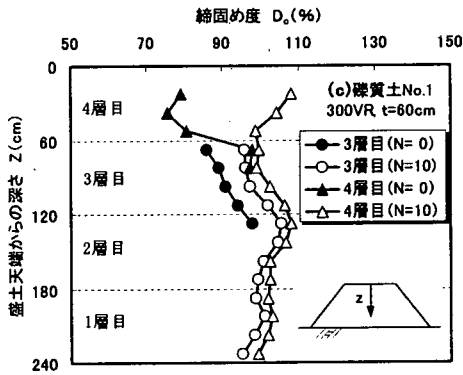 締固め度 Dc(%)
50 70 90 110 130 150
盛土天端からの深さ Z(cm)
0
60
120
180
240
4層目
3層目
2層目
1層目
(c)礫質土No.1
300VR, t=60cm
3層目(N= 0)
3層目(N=10)
4層目(N= 0)
4層目(N=10)
z